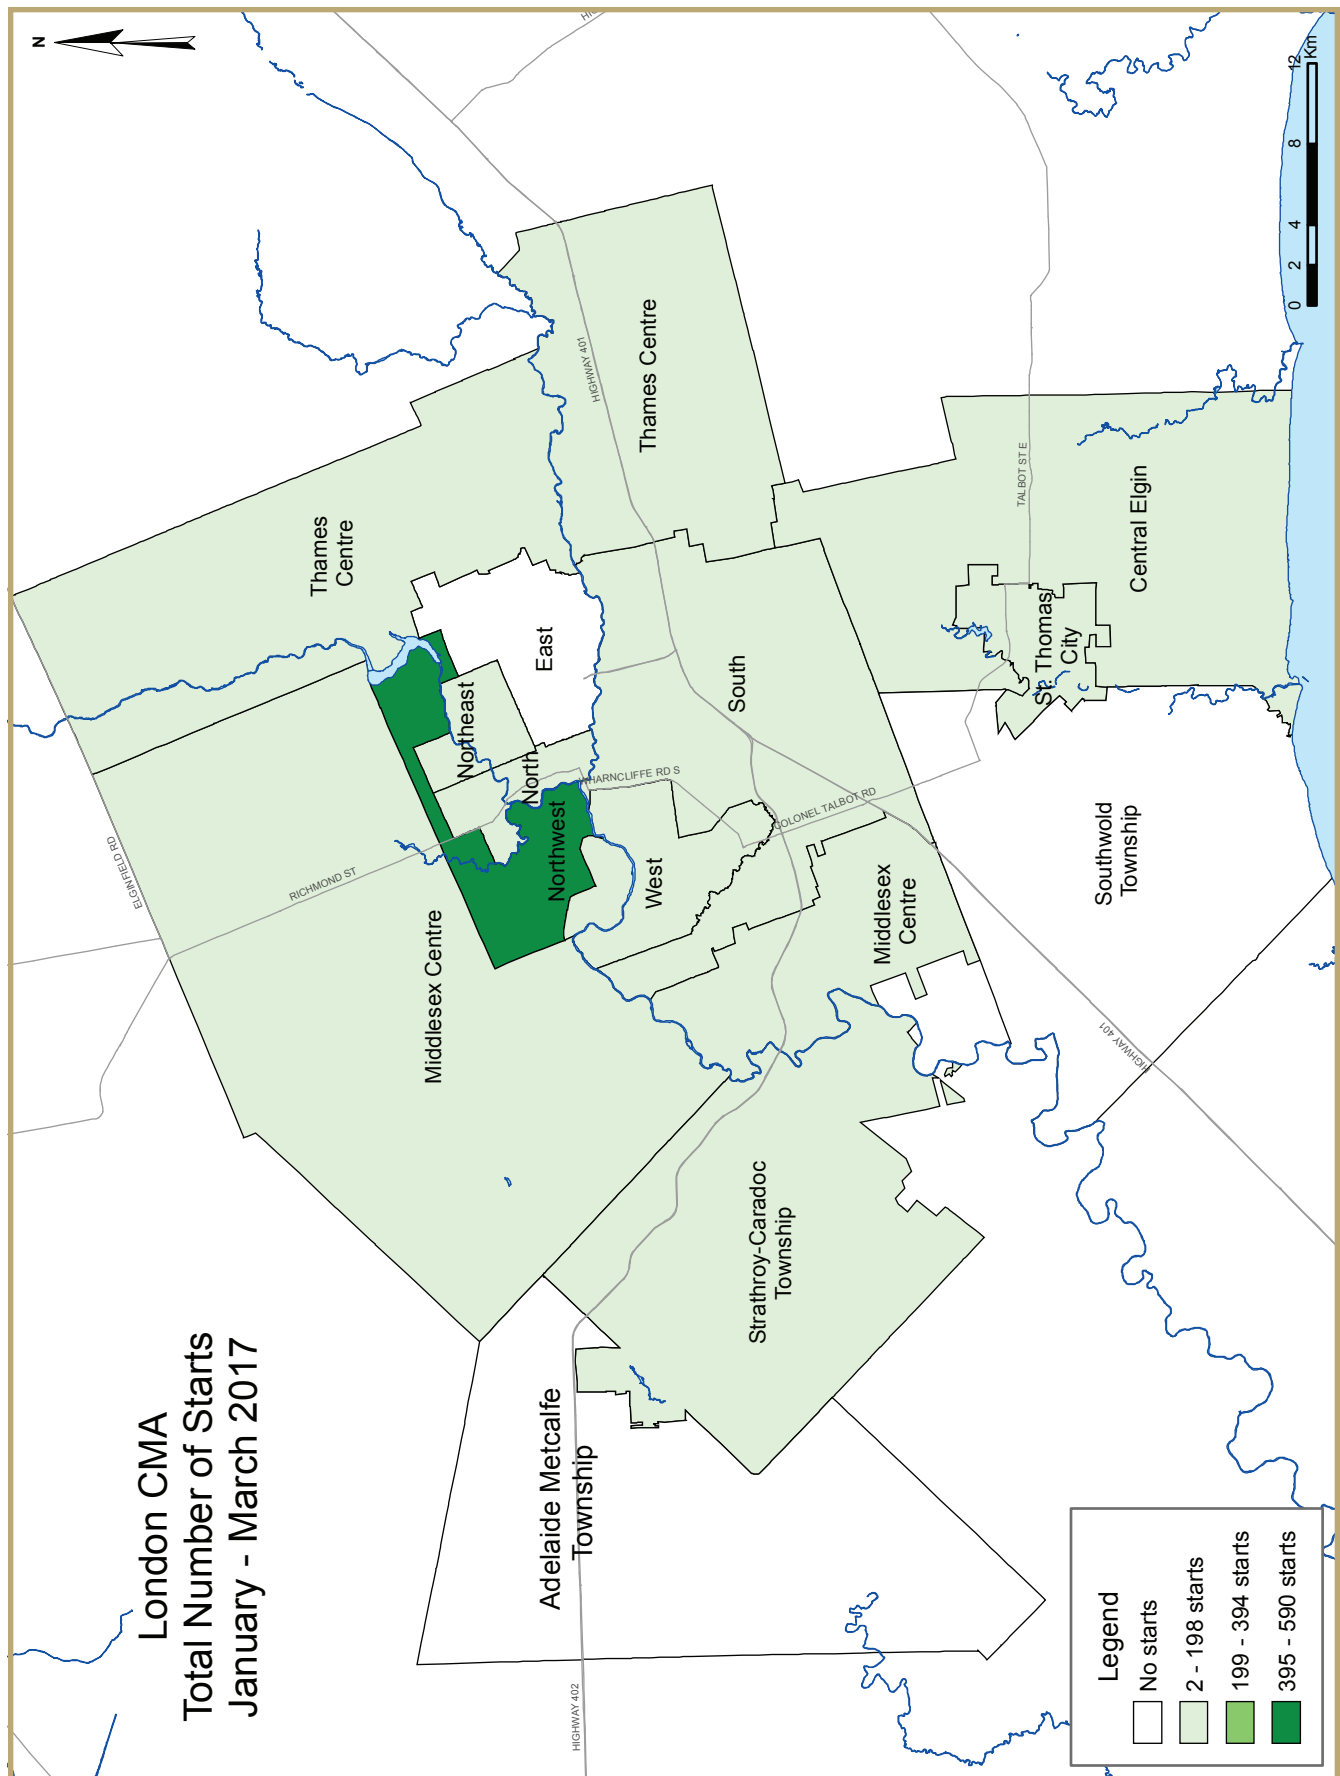 London CMA
Total Number of Starts
January - March 2017
N
ELGINFIELD RD
RICHMOND ST
Thames
Centre
Middlesex Centre
Northeast
North
East
Northwest
HIGHWAY 401
Thames Centre
WHARNCLIFFE RD S
West
South
COLONEL TALBOT RD
Middlesex
Centre
Adelaide Metcalfe
Township
HIGHWAY 402
Strathroy-Caradoc
Township
TALBOT ST E
St. Thomas
City
Central Elgin
Southwold
Township
HIGHWAY 401
Legend
No starts
2 - 198 starts
199 - 394 starts
395 - 590 starts
0 2 4 8 12
Km